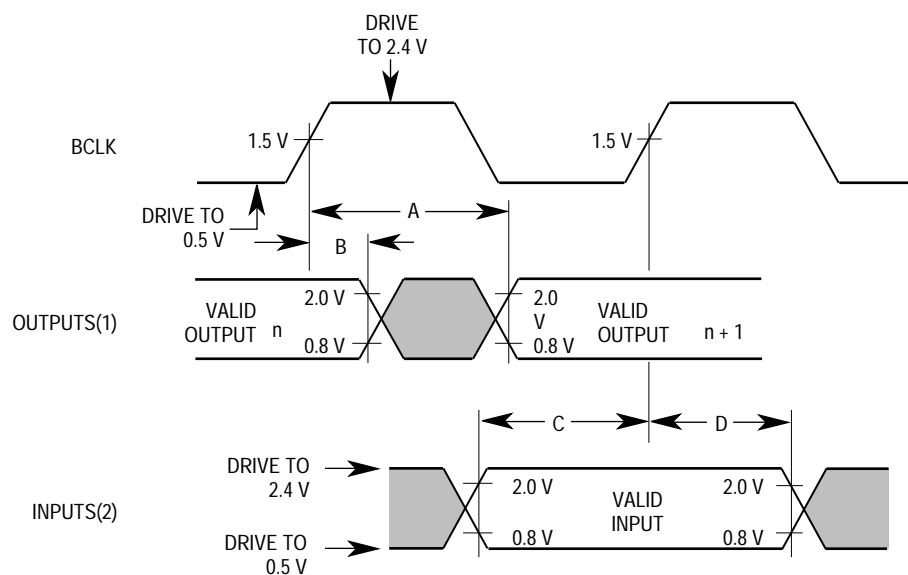 DRIVE
TO 2.4 V
BCLK
1.5 V
1.5 V
DRIVE TO
0.5 V
A
B
OUTPUTS(1)
VALID
OUTPUT n
2.0 V
0.8 V
2.0
V
0.8 V
VALID
OUTPUT n + 1
C
D
INPUTS(2)
DRIVE TO
2.4 V
DRIVE TO
0.5 V
2.0 V
0.8 V
VALID
INPUT
2.0 V
0.8 V